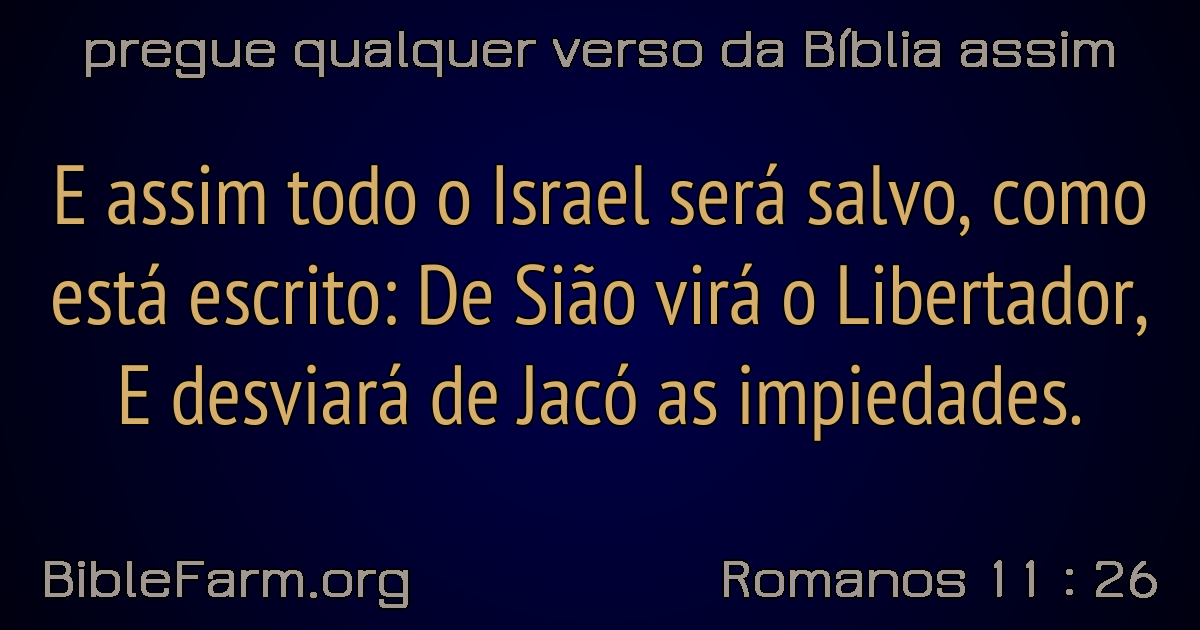 pregue qualquer verso da Bíblia assim
E assim todo o Israel será salvo, como
está escrito: De Sião virá o Libertador,
E desviará de Jacó as impiedades.
BibleFarm.org
Romanos 11 : 26